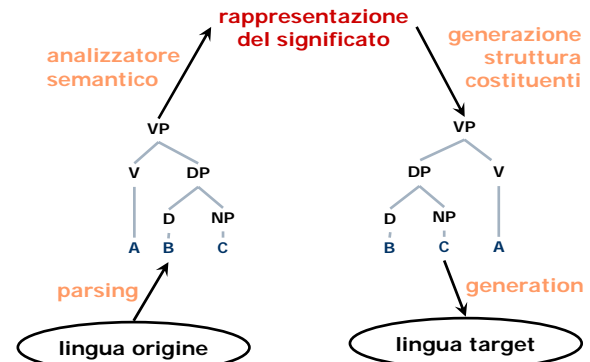 rappresentazione
del significato
analizzatore
semantico
generazione
struttura
costituenti
VP
V DP
D NP
A B C
VP
DP V
D NP
B C A
parsing
generation
lingua origine
lingua target